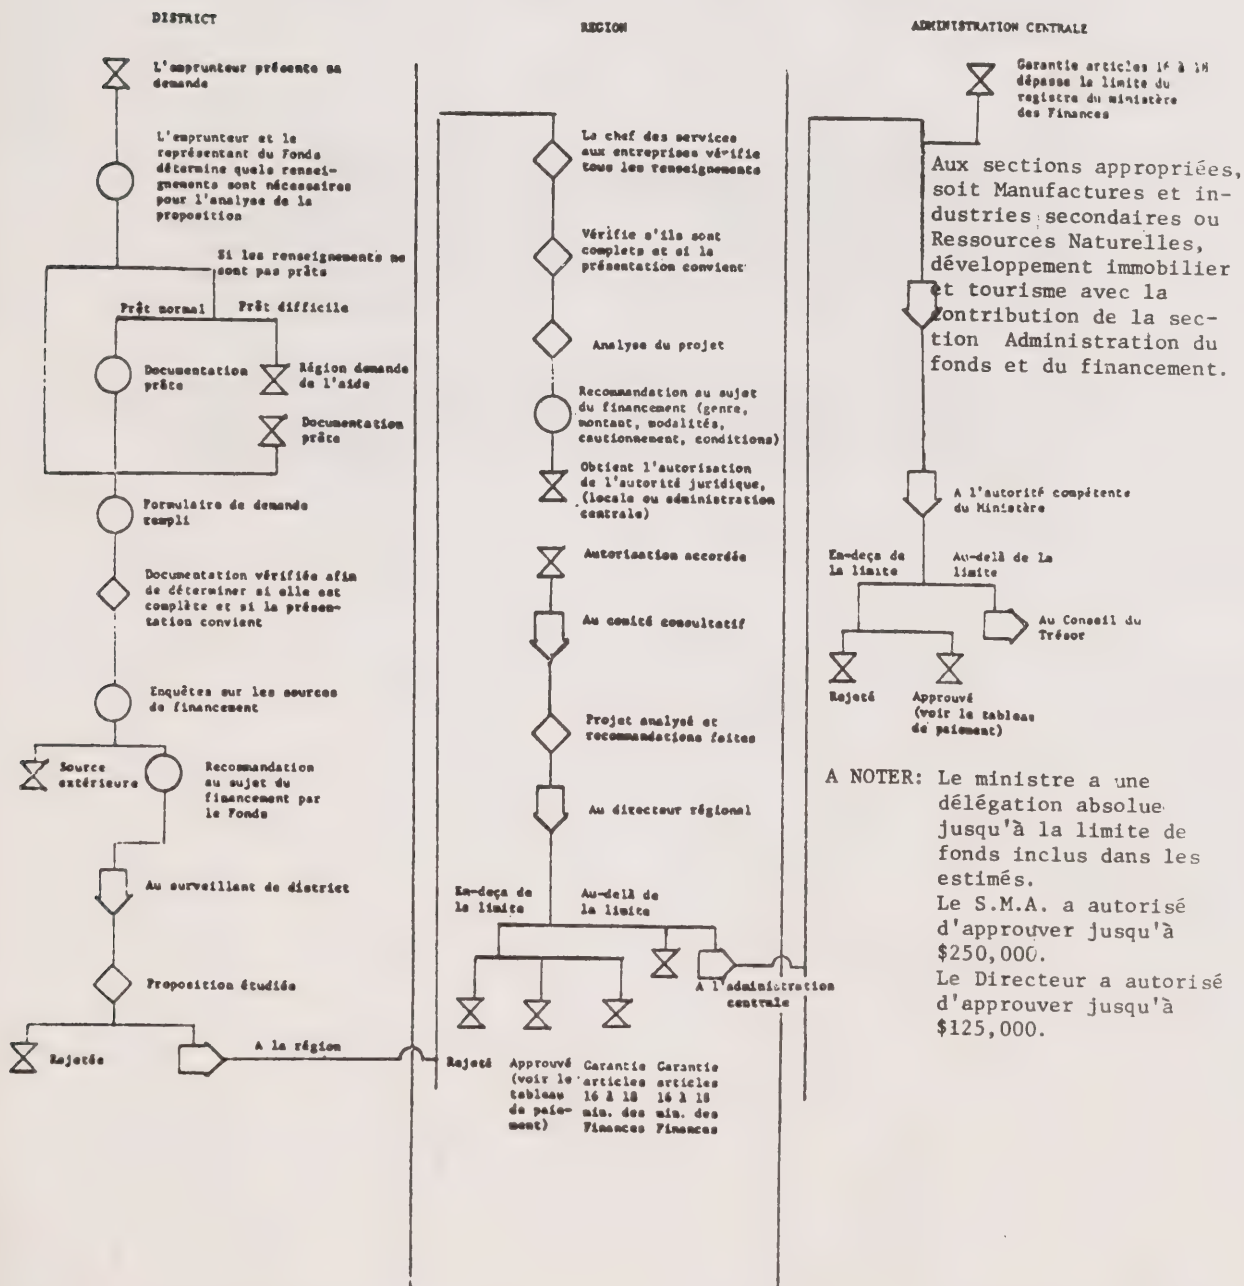 DISTRICT
L'emprunteur présente sa
demande
L'emprunteur et le
représentant du Fonds
détermine quels rensei-
gnements sont nécessaires
pour l'analyse de la
proposition
Si les renseignements ne
sont pas prêts
Prêt normal
Prêt difficile
Documentation
prête
Région demande
de l'aide
Documentation
prête
Formulaire de demande
rempli
Documentation vérifiée afin
de déterminer si elle est
complète et si la présen-
tation convient
Enquêtes sur les sources
de financement
Source
extérieure
Recommandation
au sujet du
financement par
le Fonds
Au surveillant de district
Proposition étudiée
Rejetée
A la région
REGION
Le chef des services
aux entreprises vérifie
tous les renseignements
Vérifie s'ils sont
complets et si la
présentation convient
Analyse du projet
Recommandation au sujet
du financement (genre,
montant, modalités,
cautionnement, conditions)
Obtient l'autorisation
de l'autorité juridique,
(locale ou administration
centrale)
Autorisation accordée
Au comité consultatif
Projet analysé et
recommandations faites
Au directeur régional
En-deça de
la limite
Au-delà de
la limite
A l'administration
centrale
Rejeté
Approuvé
(voir le
tableau
de paie-
ment)
Garantie
articles
16 à 18
min. des
Finances
Garantie
articles
16 à 18
min. des
Finances
ADMINISTRATION CENTRALE
Garantie articles 16 à 18
dépasse la limite du
registre du ministère
des Finances
Aux sections appropriées,
soit Manufactures et in-
dustries secondaires ou
Ressources Naturelles,
développement immobilier
et tourisme avec la
contribution de la sec-
tion Administration du
fonds et du financement.
A l'autorité compétente
du Ministère
En-deça de
la limite
Au-delà de la
limite
Au Conseil du
Trésor
Rejeté
Approuvé
(voir le tableau
de paiement)
A NOTER: Le ministre a une
délégation absolue
jusqu'à la limite de
fonds inclus dans les
estimés.
Le S.M.A. a autorisé
d'approuver jusqu'à
$250,000.
Le Directeur a autorisé
d'approuver jusqu'à
$125,000.